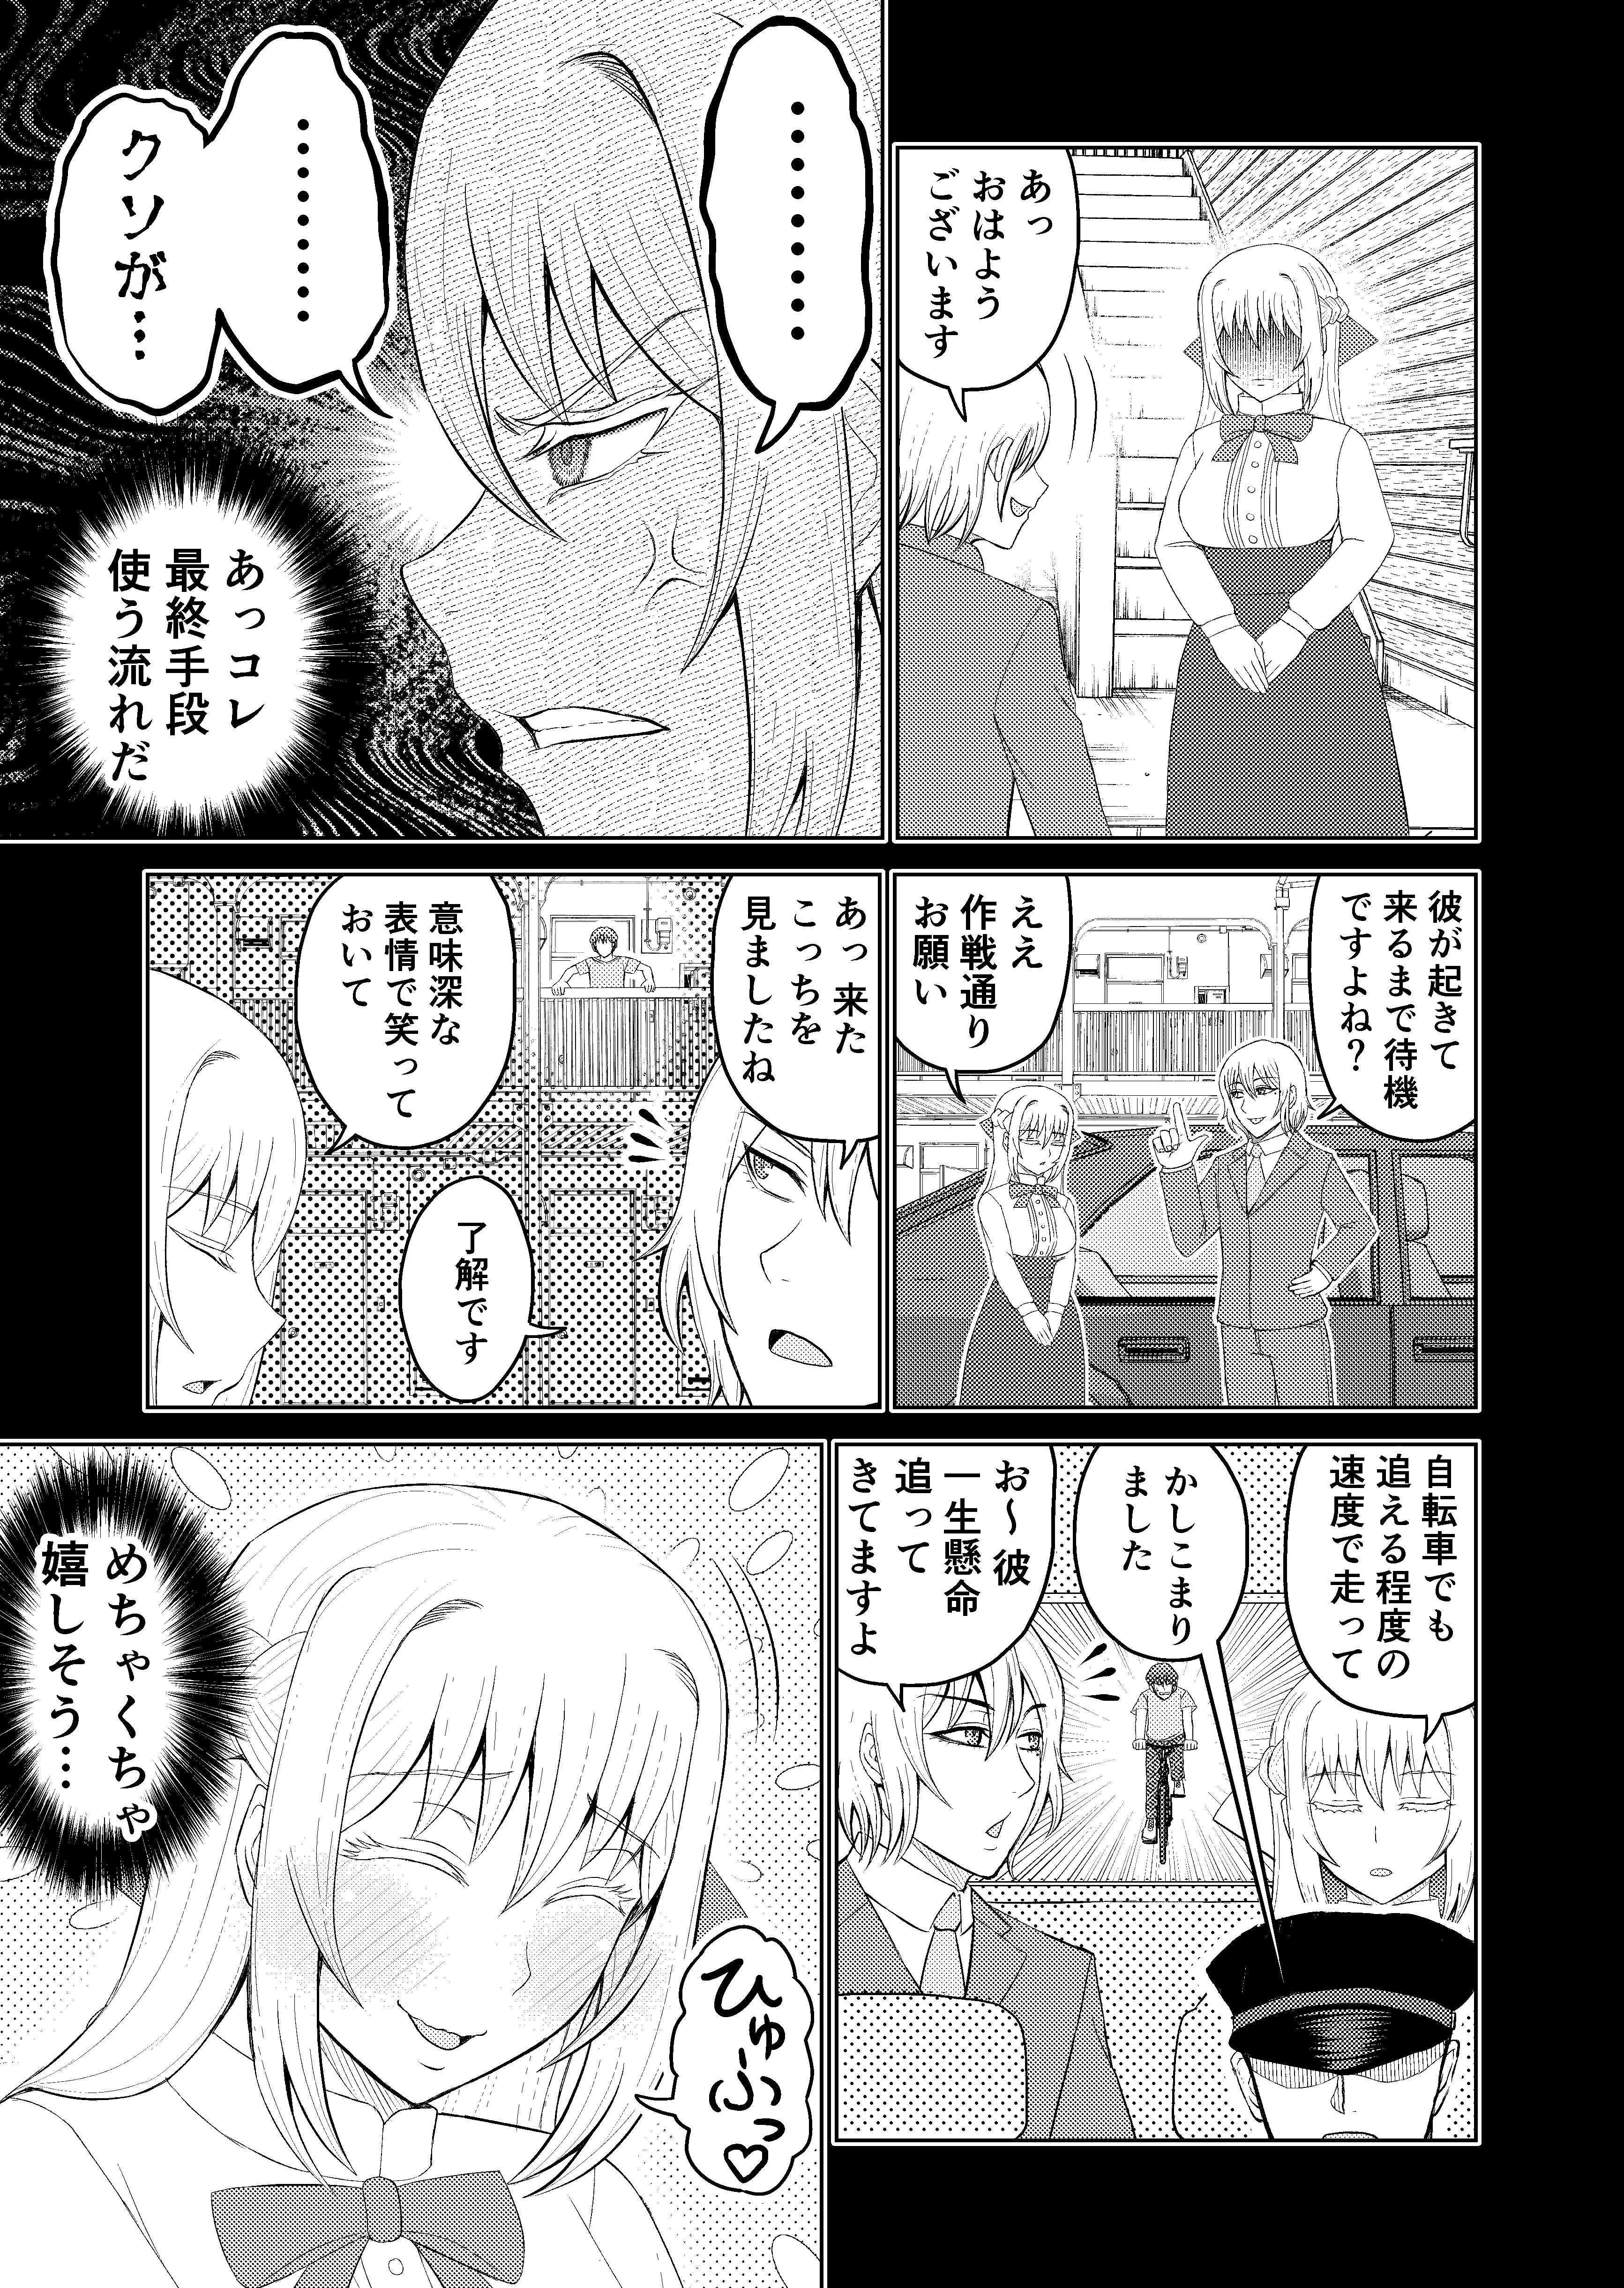 あっ
おはよう
ございます
………
………
クソが…
あっコレ
最終手段
使う流れだ
彼が起きて
来るまで待機
ですよね?
ええ
作戦通り
お願い
あっ来た
こっちを
見ましたね
意味深な
表情で笑って
おいて
了解です
自転車でも
追える程度の
速度で走って
かしこまり
ました
お〜彼
一生懸命
追って
きてますよ
ひゅふっ♡
めちゃくちゃ
嬉しそう…